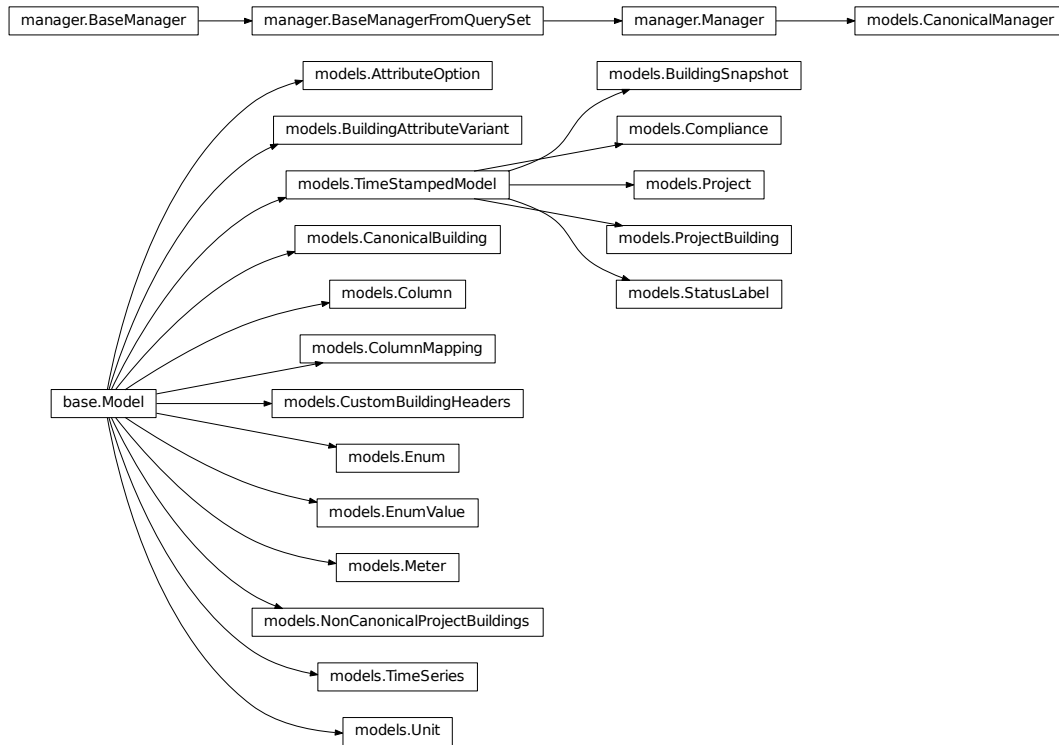 manager.BaseManager
manager.BaseManagerFromQuerySet
manager.Manager
models.CanonicalManager
models.AttributeOption
models.BuildingSnapshot
models.BuildingAttributeVariant
models.Compliance
models.TimeStampedModel
models.Project
models.CanonicalBuilding
models.ProjectBuilding
models.Column
models.StatusLabel
models.ColumnMapping
base.Model
models.CustomBuildingHeaders
models.Enum
models.EnumValue
models.Meter
models.NonCanonicalProjectBuildings
models.TimeSeries
models.Unit